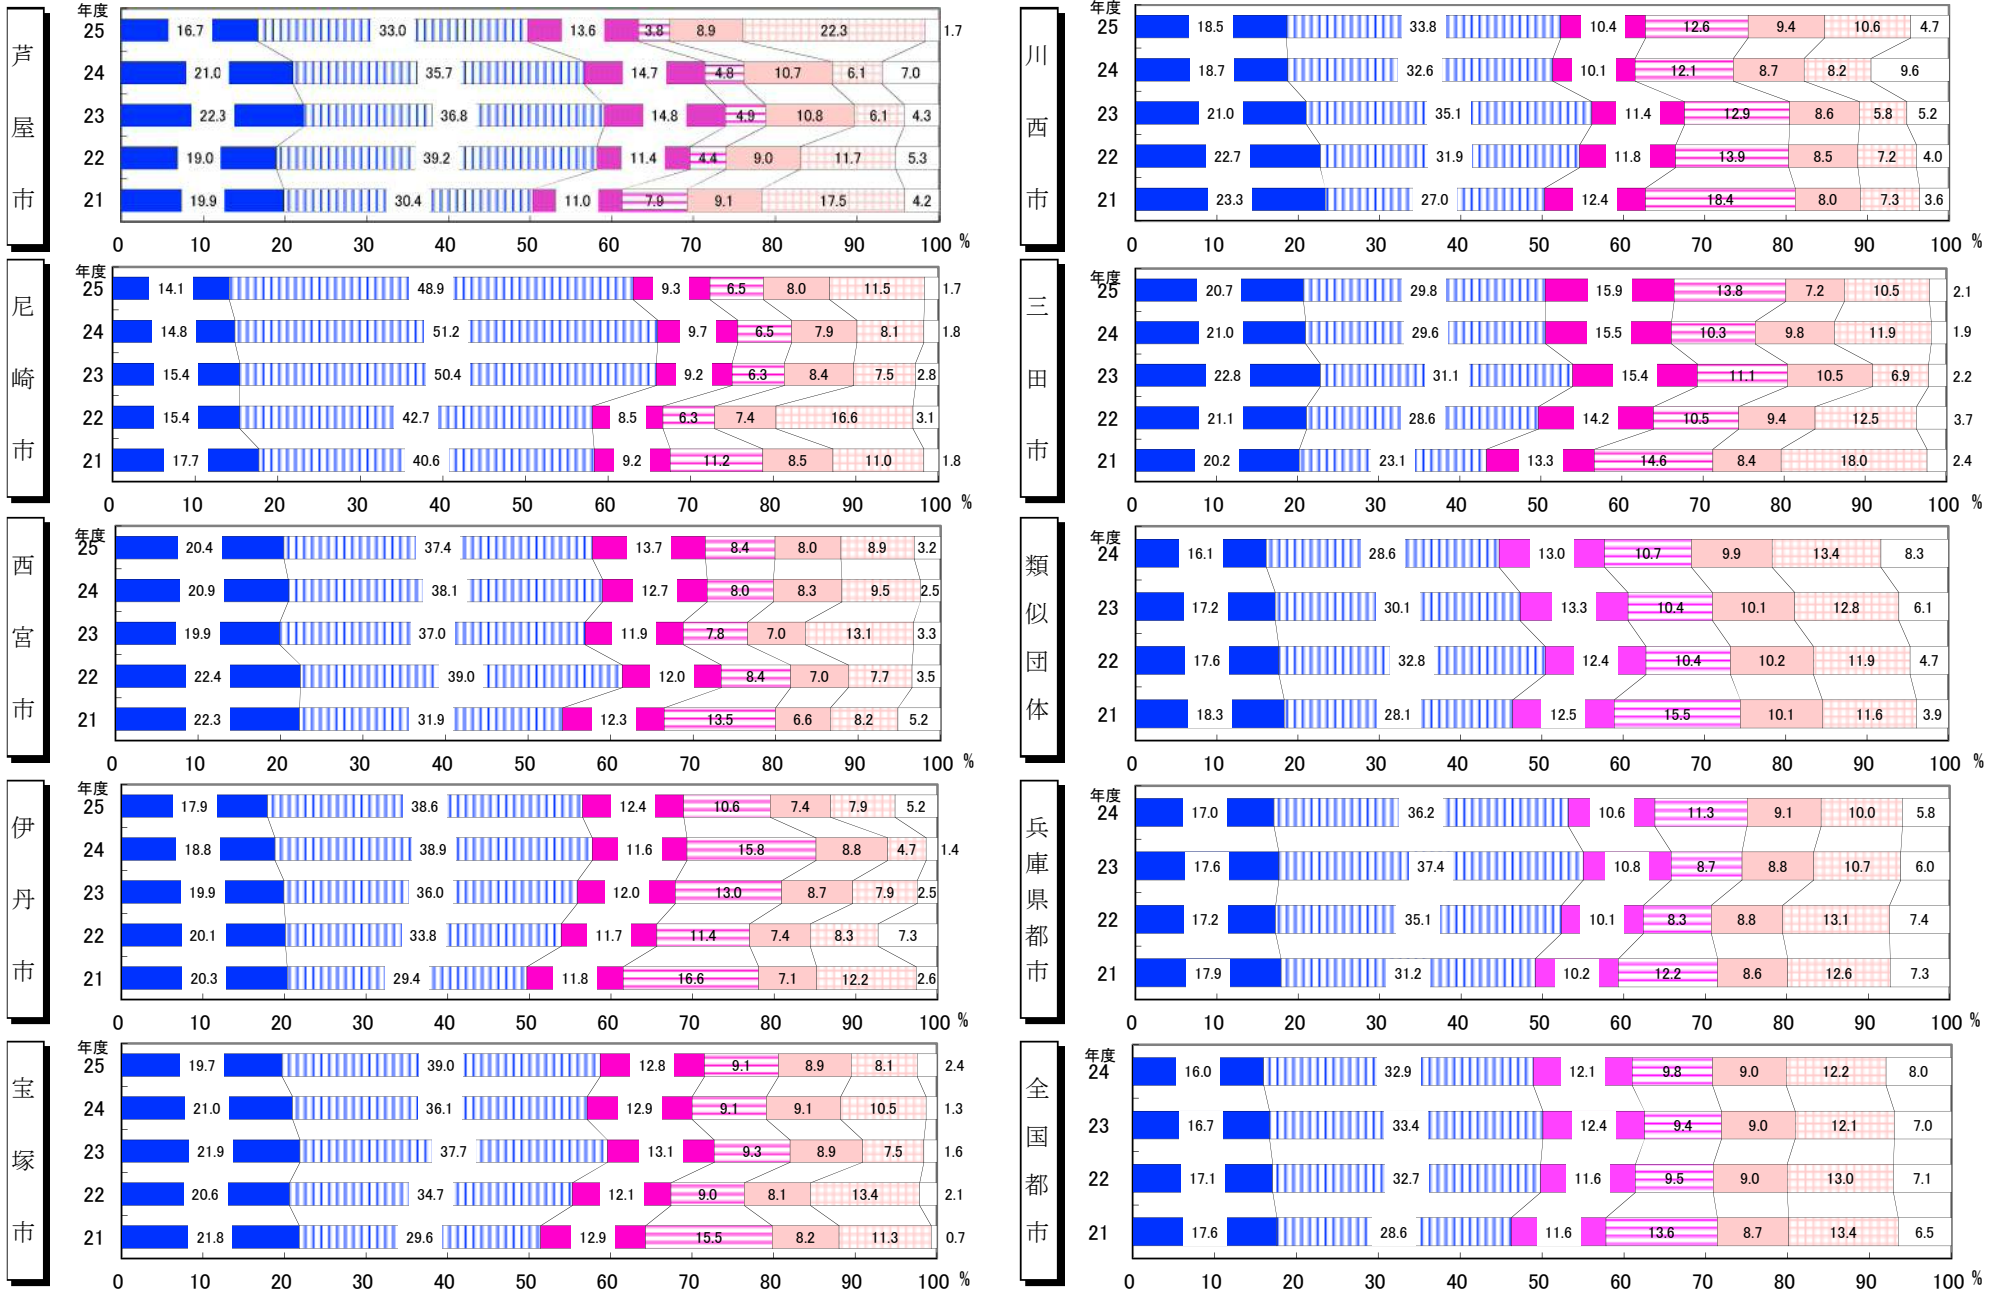 芦屋市
年度
25 16.7 33.0 13.6 3.8 8.9 22.3 1.7
24 21.0 35.7 14.7 4.8 10.7 6.1 7.0
23 22.3 36.8 14.8 4.9 10.8 6.1 4.3
22 19.0 39.2 11.4 4.4 9.0 11.7 5.3
21 19.9 30.4 11.0 7.9 9.1 17.5 4.2
0 10 20 30 40 50 60 70 80 90 100 %
尼崎市
年度
25 14.1 48.9 9.3 6.5 8.0 11.5 1.7
24 14.8 51.2 9.7 6.5 7.9 8.1 1.8
23 15.4 50.4 9.2 6.3 8.4 7.5 2.8
22 15.4 42.7 8.5 6.3 7.4 16.6 3.1
21 17.7 40.6 9.2 11.2 8.5 11.0 1.8
0 10 20 30 40 50 60 70 80 90 100 %
西宮市
年度
25 20.4 37.4 13.7 8.4 8.0 8.9 3.2
24 20.9 38.1 12.7 8.0 8.3 9.5 2.5
23 19.9 37.0 11.9 7.8 7.0 13.1 3.3
22 22.4 39.0 12.0 8.4 7.0 7.7 3.5
21 22.3 31.9 12.3 13.5 6.6 8.2 5.2
0 10 20 30 40 50 60 70 80 90 100 %
伊丹市
年度
25 17.9 38.6 12.4 10.6 7.4 7.9 5.2
24 18.8 38.9 11.6 15.8 8.8 4.7 1.4
23 19.9 36.0 12.0 13.0 8.7 7.9 2.5
22 20.1 33.8 11.7 11.4 7.4 8.3 7.3
21 20.3 29.4 11.8 16.6 7.1 12.2 2.6
0 10 20 30 40 50 60 70 80 90 100 %
宝塚市
年度
25 19.7 39.0 12.8 9.1 8.9 8.1 2.4
24 21.0 36.1 12.9 9.1 9.1 10.5 1.3
23 21.9 37.7 13.1 9.3 8.9 7.5 1.6
22 20.6 34.7 12.1 9.0 8.1 13.4 2.1
21 21.8 29.6 12.9 15.5 8.2 11.3 0.7
0 10 20 30 40 50 60 70 80 90 100 %
川西市
年度
25 18.5 33.8 10.4 12.6 9.4 10.6 4.7
24 18.7 32.6 10.1 12.1 8.7 8.2 9.6
23 21.0 35.1 11.4 12.9 8.6 5.8 5.2
22 22.7 31.9 11.8 13.9 8.5 7.2 4.0
21 23.3 27.0 12.4 18.4 8.0 7.3 3.6
0 10 20 30 40 50 60 70 80 90 100 %
三田市
年度
25 20.7 29.8 15.9 13.8 7.2 10.5 2.1
24 21.0 29.6 15.5 10.3 9.8 11.9 1.9
23 22.8 31.1 15.4 11.1 10.5 6.9 2.2
22 21.1 28.6 14.2 10.5 9.4 12.5 3.7
21 20.2 23.1 13.3 14.6 8.4 18.0 2.4
0 10 20 30 40 50 60 70 80 90 100 %
類似団体
年度
24 16.1 28.6 13.0 10.7 9.9 13.4 8.3
23 17.2 30.1 13.3 10.4 10.1 12.8 6.1
22 17.6 32.8 12.4 10.4 10.2 11.9 4.7
21 18.3 28.1 12.5 15.5 10.1 11.6 3.9
0 10 20 30 40 50 60 70 80 90 100 %
兵庫県都市
年度
24 17.0 36.2 10.6 11.3 9.1 10.0 5.8
23 17.6 37.4 10.8 8.7 8.8 10.7 6.0
22 17.2 35.1 10.1 8.3 8.8 13.1 7.4
21 17.9 31.2 10.2 12.2 8.6 12.6 7.3
0 10 20 30 40 50 60 70 80 90 100 %
全国都市
年度
24 16.0 32.9 12.1 9.8 9.0 12.2 8.0
23 16.7 33.4 12.4 9.4 9.0 12.1 7.0
22 17.1 32.7 11.6 9.5 9.0 13.0 7.1
21 17.6 28.6 11.6 13.6 8.7 13.4 6.5
0 10 20 30 40 50 60 70 80 90 100 %